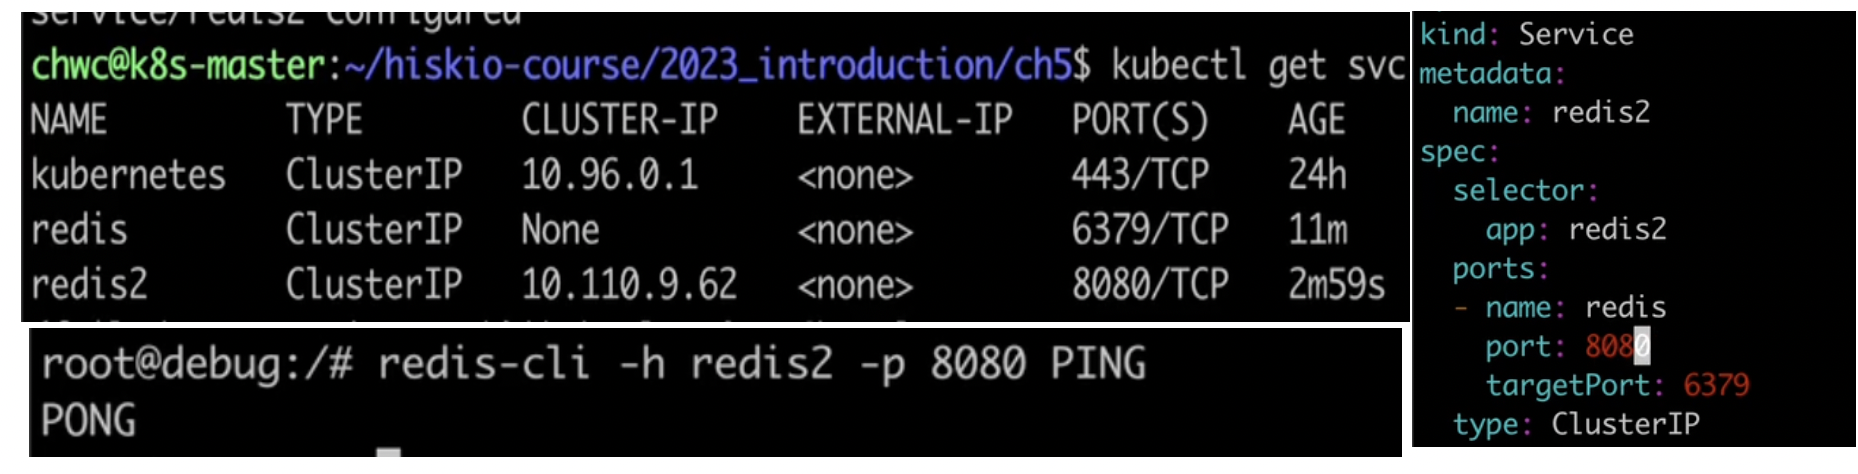 service/redis2 configured
chwc@k8s-master:~/hiskio-course/2023_introduction/ch5$ kubectl get svc
NAME TYPE CLUSTER-IP EXTERNAL-IP PORT(S) AGE
kubernetes ClusterIP 10.96.0.1 <none> 443/TCP 24h
redis ClusterIP None <none> 6379/TCP 11m
redis2 ClusterIP 10.110.9.62 <none> 8080/TCP 2m59s
root@debug:/# redis-cli -h redis2 -p 8080 PING
PONG
kind: Service
metadata:
  name: redis2
spec:
  selector:
    app: redis2
  ports:
  - name: redis
    port: 8080
    targetPort: 6379
  type: ClusterIP